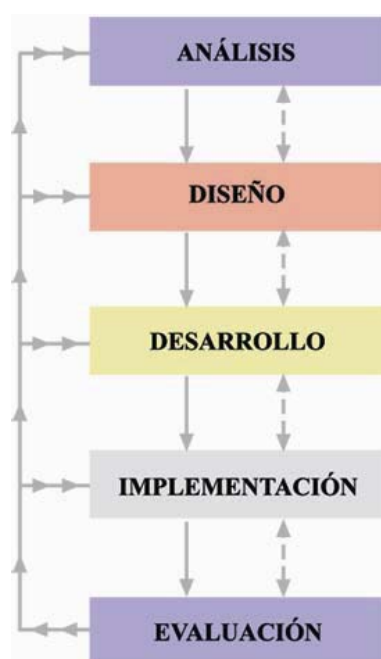 ANÁLISIS
DISEÑO
DESARROLLO
IMPLEMENTACIÓN
EVALUACIÓN